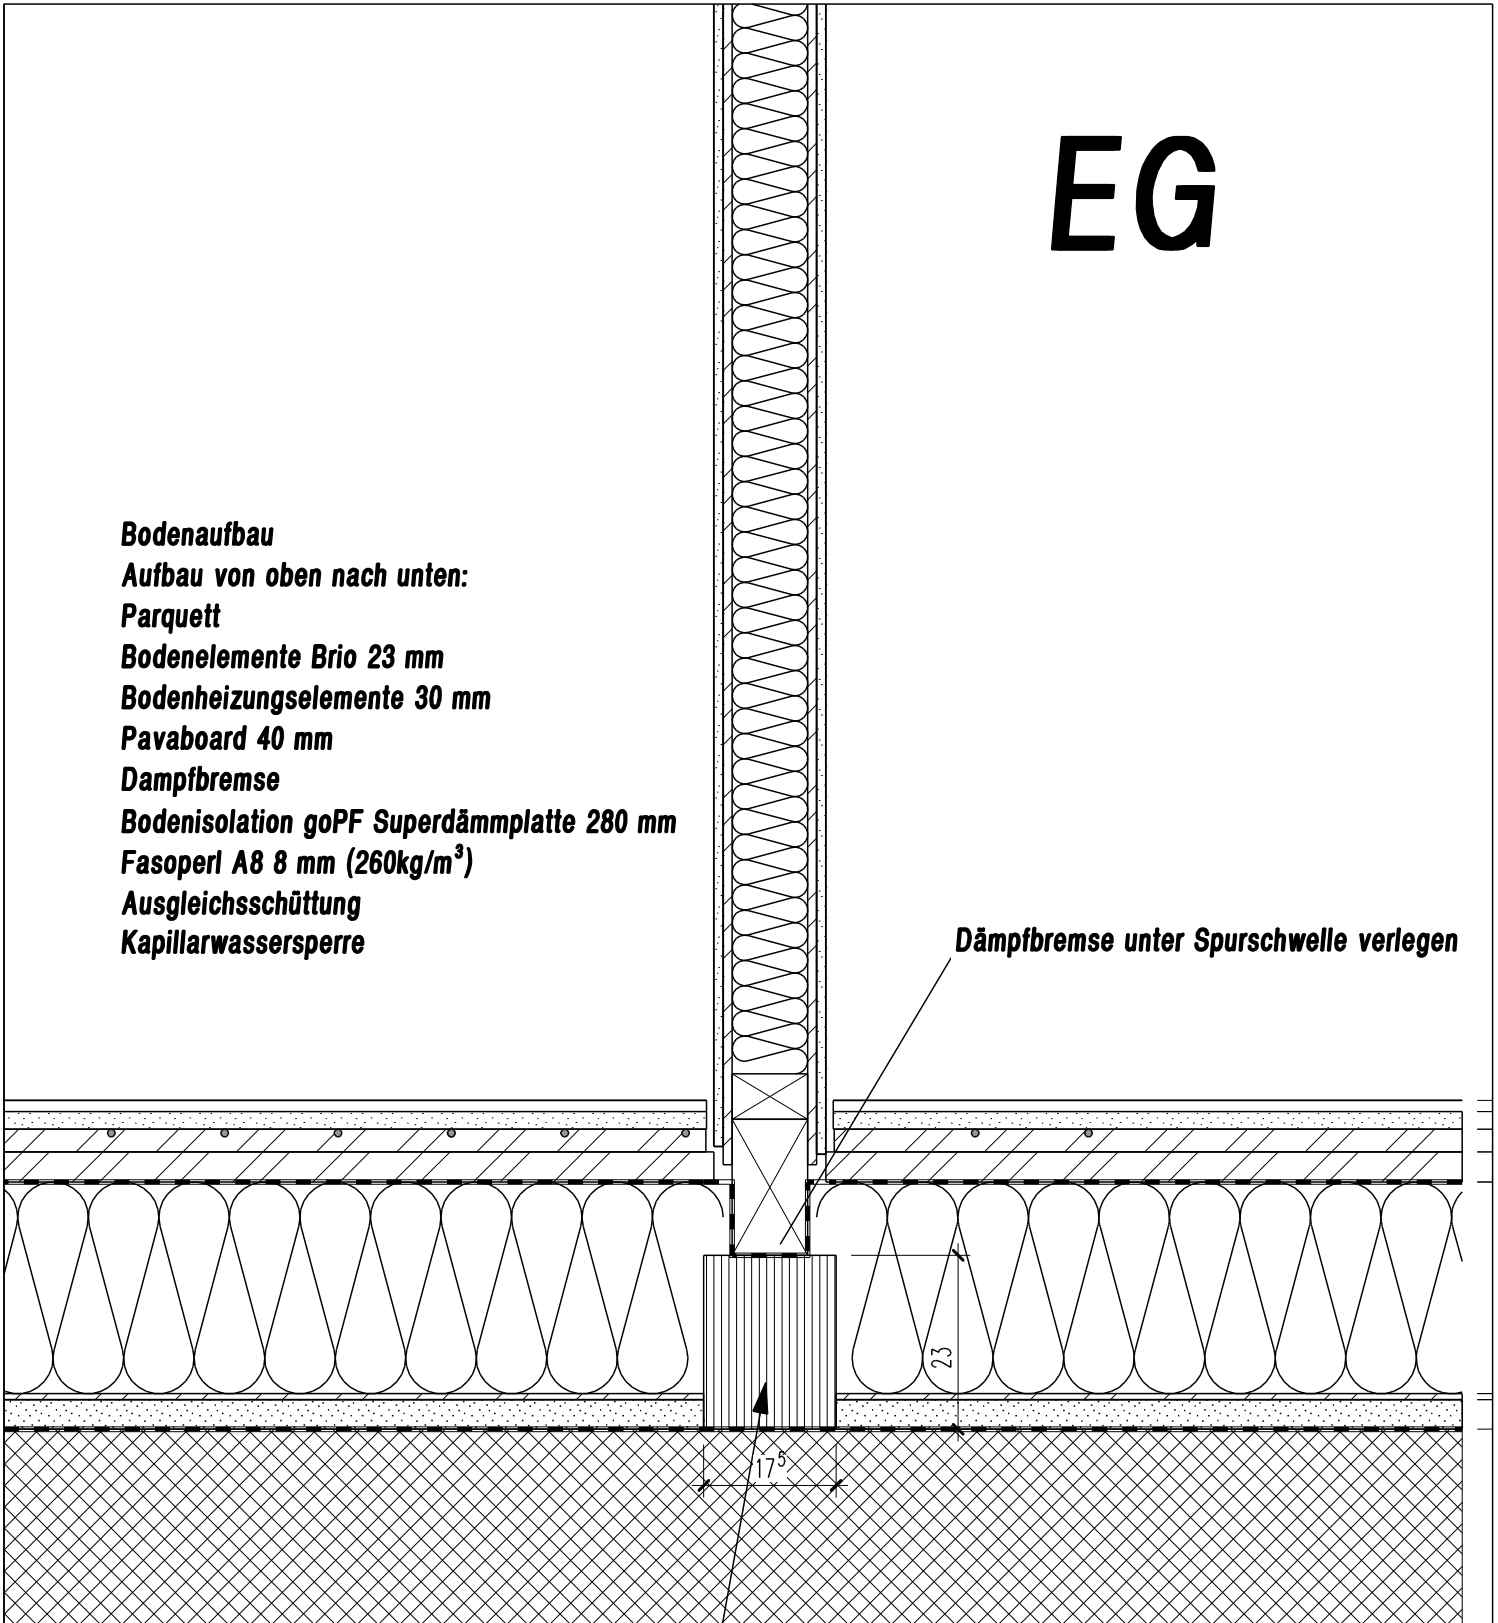 EG
Bodenaufbau
Aufbau von oben nach unten:
Parquett
Bodenelemente Brio 23 mm
Bodenheizungselemente 30 mm
Pavaboard 40 mm
Dampfbremse
Bodenisolation goPF Superdämmplatte 280 mm
Fasoperl A8 8 mm (260kg/m³)
Ausgleichsschüttung
Kapillarwassersperre
Dämpfbremse unter Spurschwelle verlegen
23
17⁵